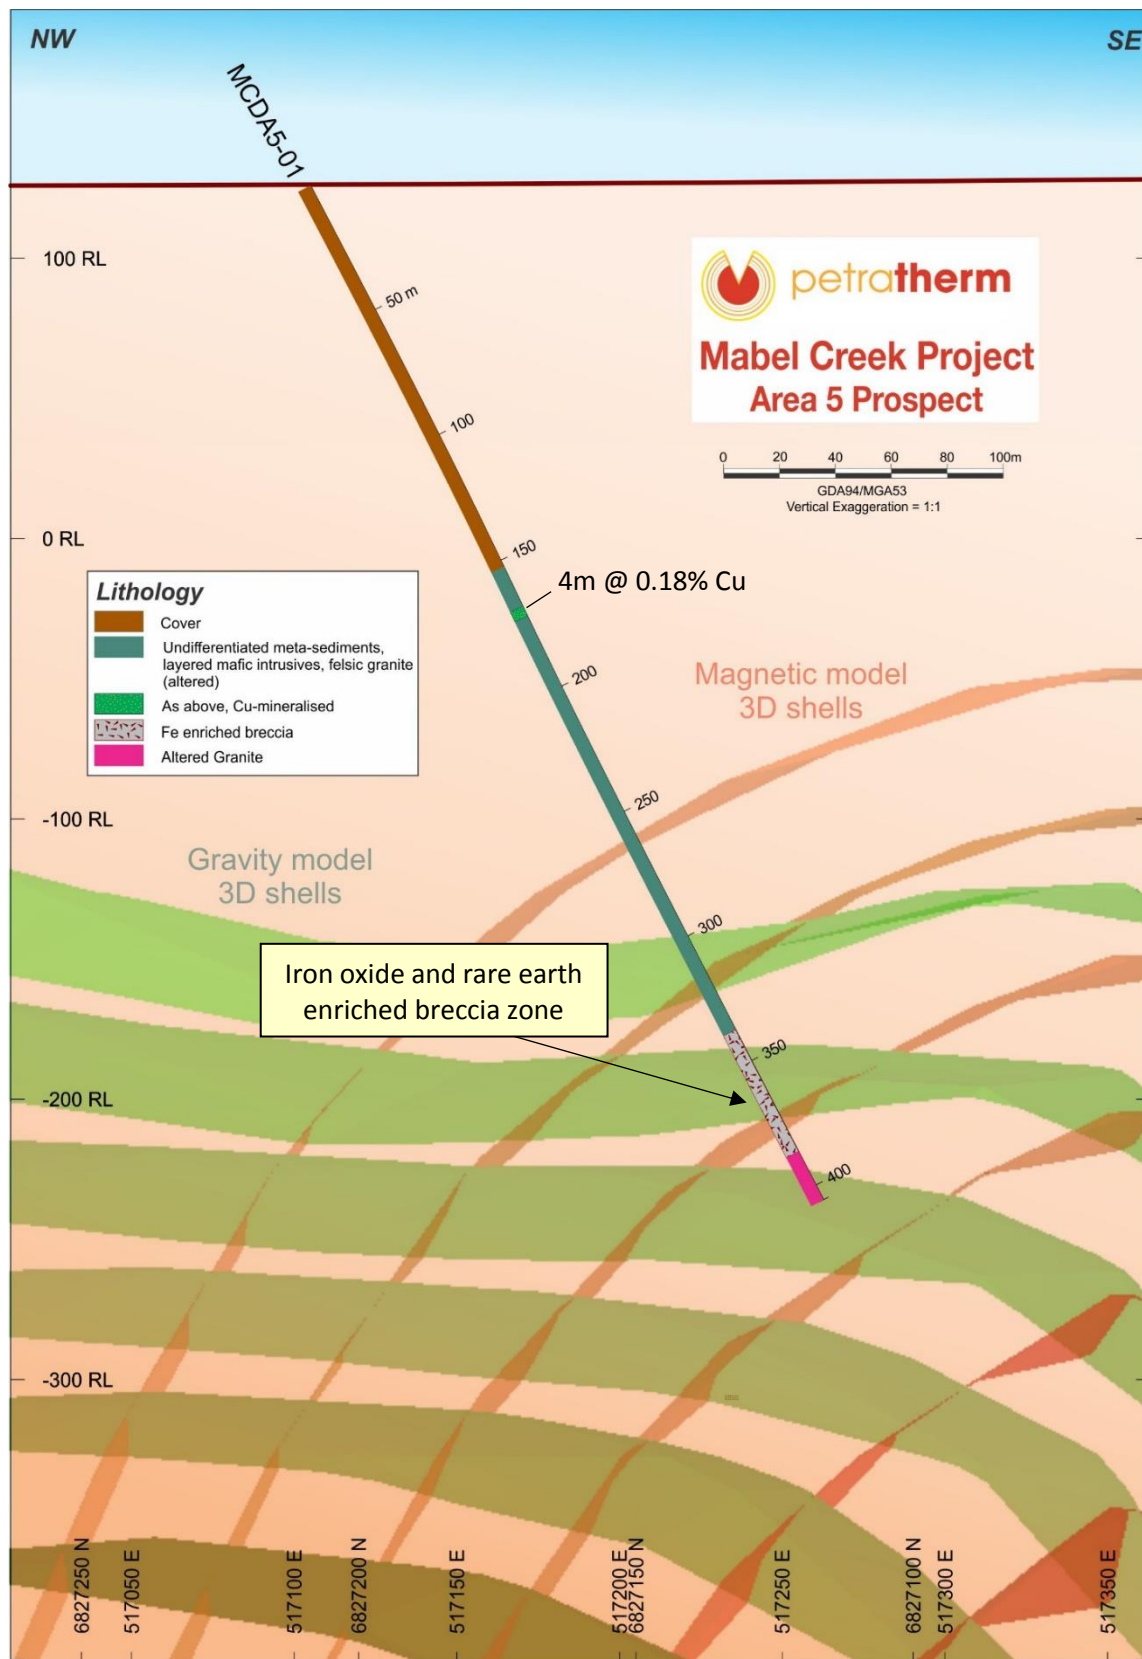 NW
SE
MCDA5-01
100 RL
50 m
petratherm
Mabel Creek Project
Area 5 Prospect
100
0 20 40 60 80 100m
GDA94/MGA53
Vertical Exaggeration = 1:1
0 RL
150
4m @ 0.18% Cu
Lithology
Cover
Undifferentiated meta-sediments,
layered mafic intrusives, felsic granite
(altered)
As above, Cu-mineralised
Fe enriched breccia
Altered Granite
200
Magnetic model
3D shells
250
-100 RL
Gravity model
3D shells
300
Iron oxide and rare earth
enriched breccia zone
350
-200 RL
400
-300 RL
6827250 N
517050 E
517100 E
6827200 N
517150 E
517200 E
6827150 N
517250 E
6827100 N
517300 E
517350 E